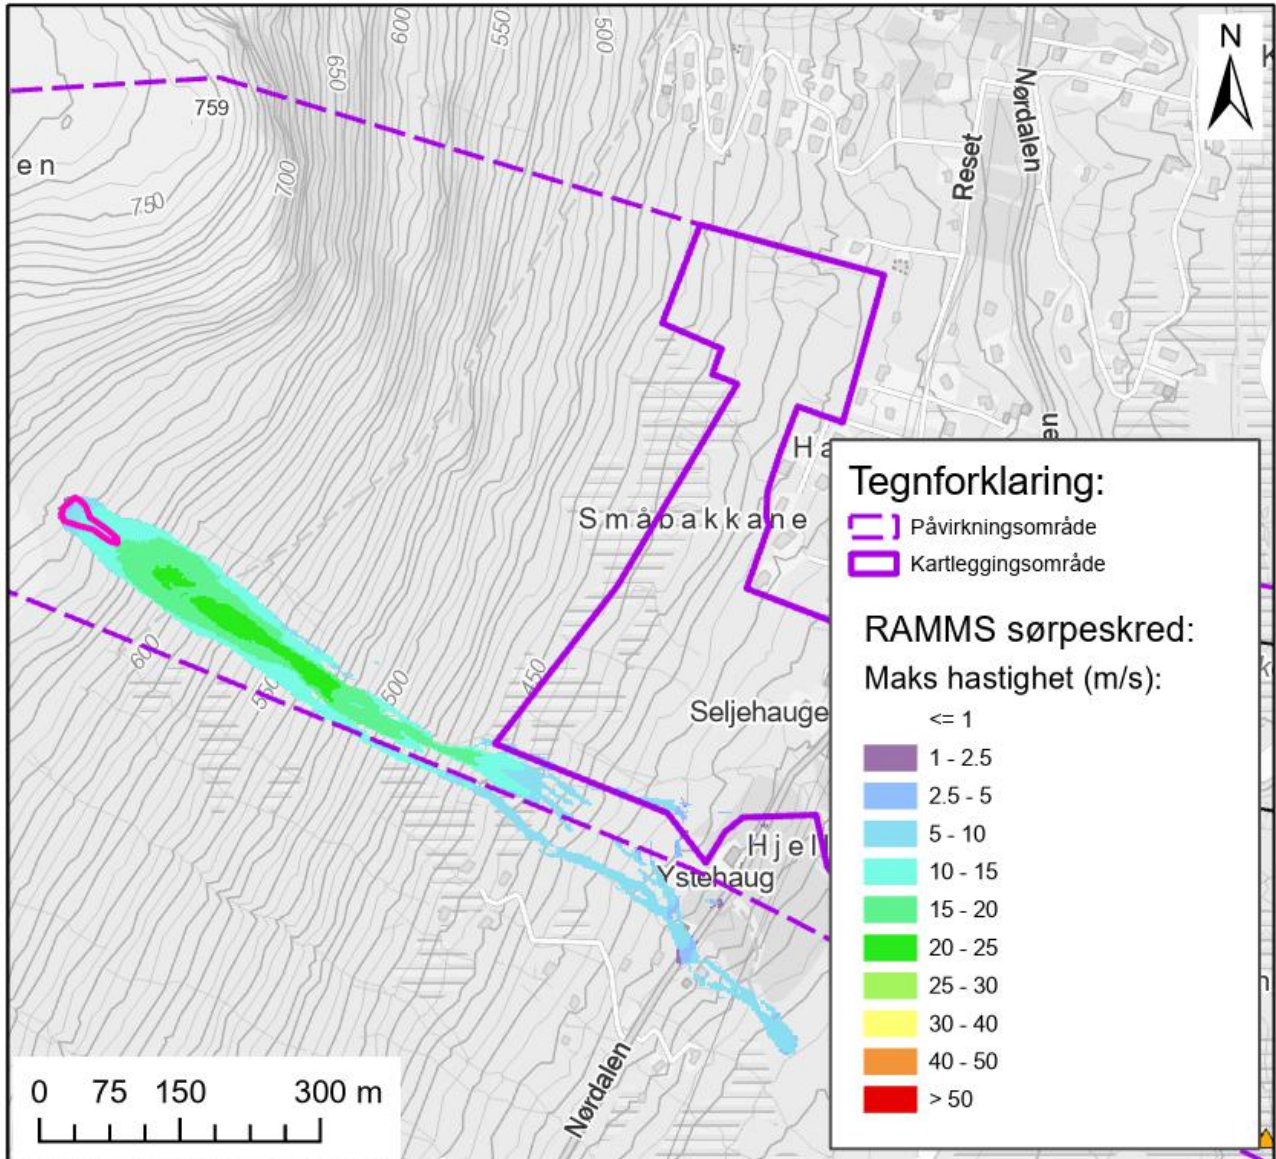 600
550
500
650
N
759
Nørdalen
en
Reset
700
750
Ha
Tegnforklaring:
Påvirkningsområde
Kartleggingsområde
Småbakkane
RAMMS sørpeskred:
Maks hastighet (m/s):
<= 1
1 - 2.5
2.5 - 5
5 - 10
10 - 15
15 - 20
20 - 25
25 - 30
30 - 40
40 - 50
> 50
600
550
500
450
Seljehauge
Hjell
Ystehaug
Nørdalen
0 75 150 300 m